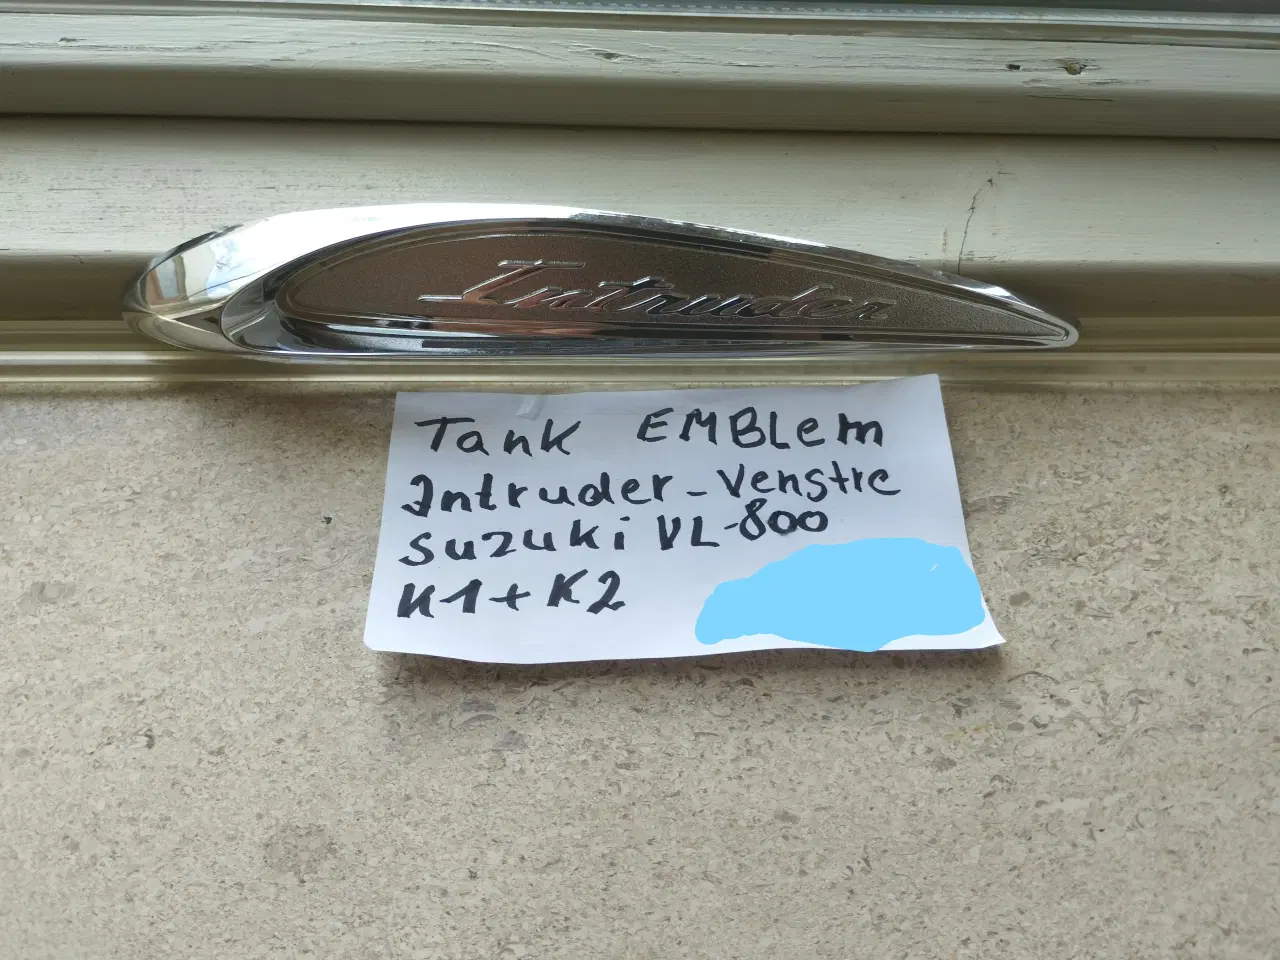 Intruder
Tank EMBLem
Intruder - Venstre
Suzuki VL-800
K1+K2